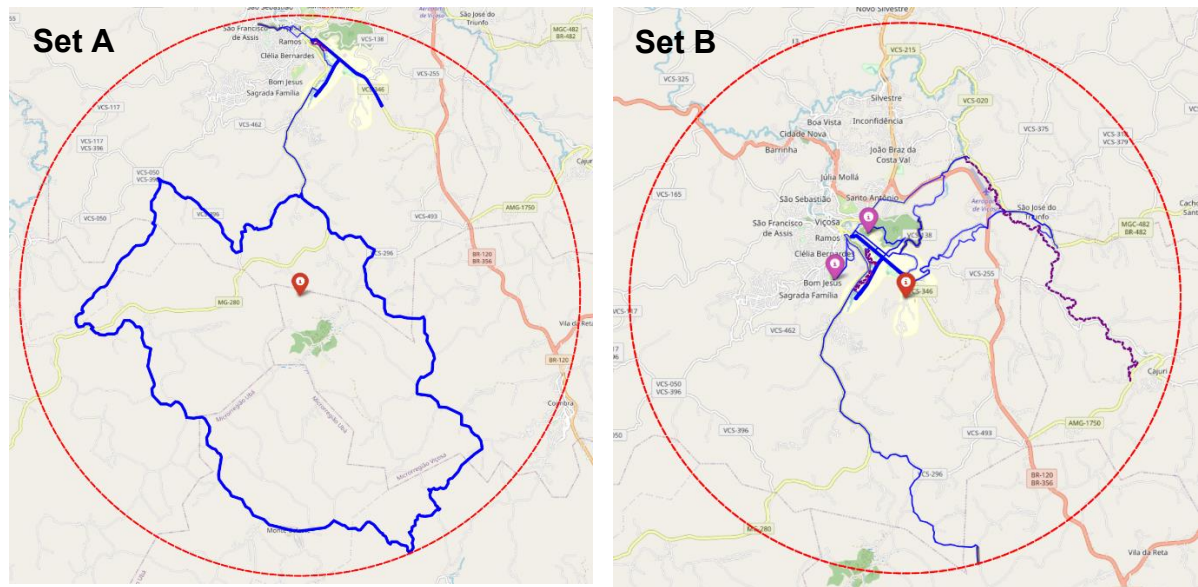 Set A
São Sebastião
São José do
Triunfo
Viçosa
São Francisco
de Assis
Ramos
VCS-138
MGC-482
BR-482
Clélia Bernardes
VCS-255
Bom Jesus
Sagrada Família
VCS-346
VCS-117
VCS-462
VCS-117
VCS-396
Cajuri
VCS-050
VCS-050
AMG-1750
VCS-493
VCS-296
BR-120
BR-356
MG-280
Vila da Reta
BR-120
Coimbra
Microrregião Ubá
Microrregião Ubá
Microrregião Viçosa
Set B
Novo Silvestre
VCS-215
VCS-325
VCS-020
Silvestre
Boa Vista
Inconfidência
Cidade Nova
VCS-375
VCS-379
Barrinha
João Braz da
Costa Val
Júlia Mollá
VCS-165
São Sebastião
Santo Antônio
São José do
Triunfo
São Francisco
de Assis
Viçosa
Ramos
VCS-138
MGC-482
BR-482
Clélia Bernardes
VCS-255
Bom Jesus
Sagrada Família
VCS-346
VCS-462
Cajuri
VCS-050
VCS-396
VCS-396
AMG-1750
VCS-493
VCS-296
BR-120
BR-356
MG-280
Vila da Reta